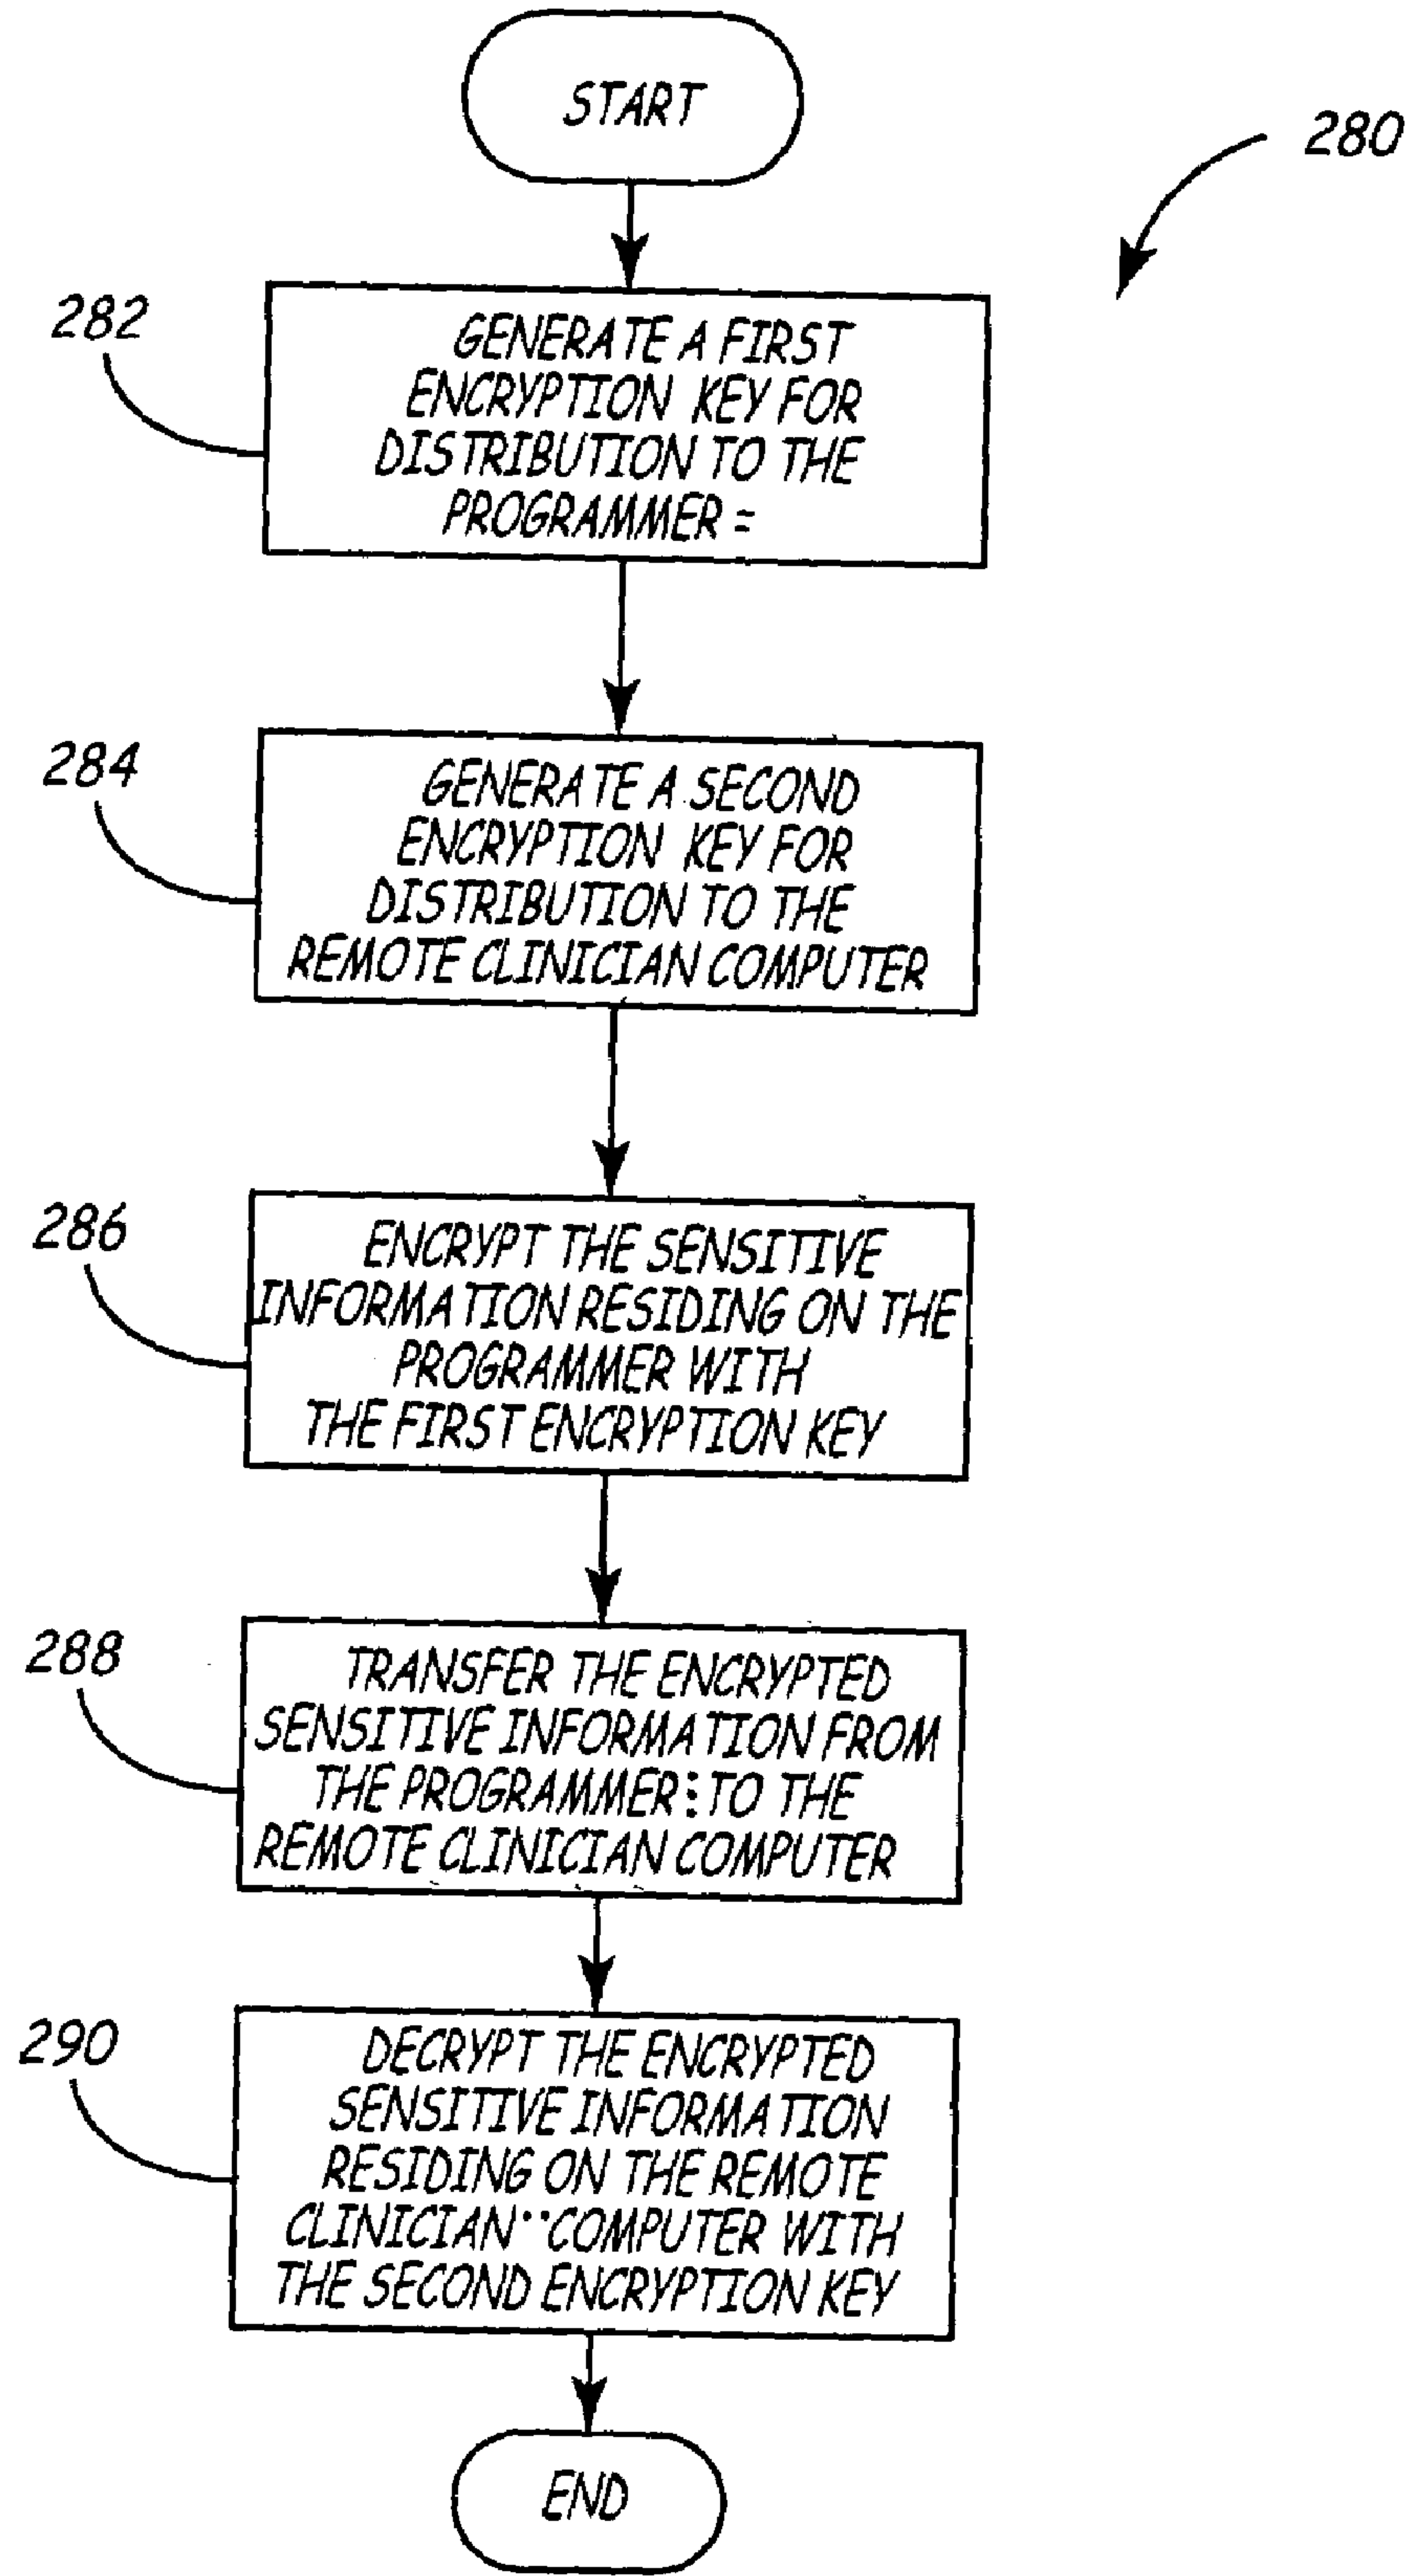 START
280
282
GENERATE A FIRST
ENCRYPTION KEY FOR
DISTRIBUTION TO THE
PROGRAMMER =
284
GENERATE A SECOND
ENCRYPTION KEY FOR
DISTRIBUTION TO THE
REMOTE CLINICIAN COMPUTER
286
ENCRYPT THE SENSITIVE
INFORMATION RESIDING ON THE
PROGRAMMER WITH
THE FIRST ENCRYPTION KEY
288
TRANSFER THE ENCRYPTED
SENSITIVE INFORMATION FROM
THE PROGRAMMER TO THE
REMOTE CLINICIAN COMPUTER
290
DECRYPT THE ENCRYPTED
SENSITIVE INFORMATION
RESIDING ON THE REMOTE
CLINICIAN COMPUTER WITH
THE SECOND ENCRYPTION KEY
END